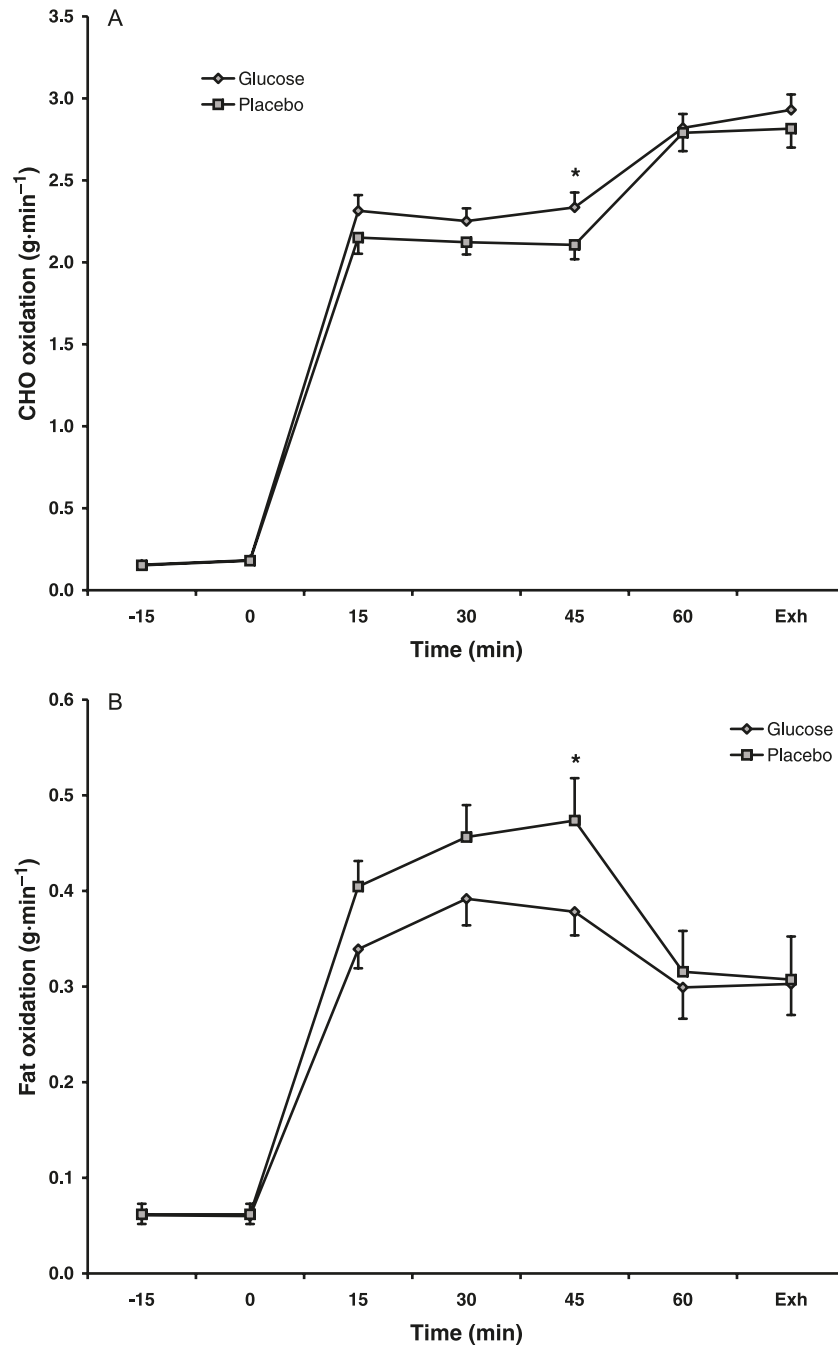 A
3.5
3.0
2.5
2.0
1.5
1.0
0.5
0.0
CHO oxidation (g·min⁻¹)
Glucose
Placebo
*
-15 0 15 30 45 60 Exh
Time (min)
B
0.6
0.5
0.4
0.3
0.2
0.1
0.0
Fat oxidation (g·min⁻¹)
Glucose
Placebo
*
-15 0 15 30 45 60 Exh
Time (min)